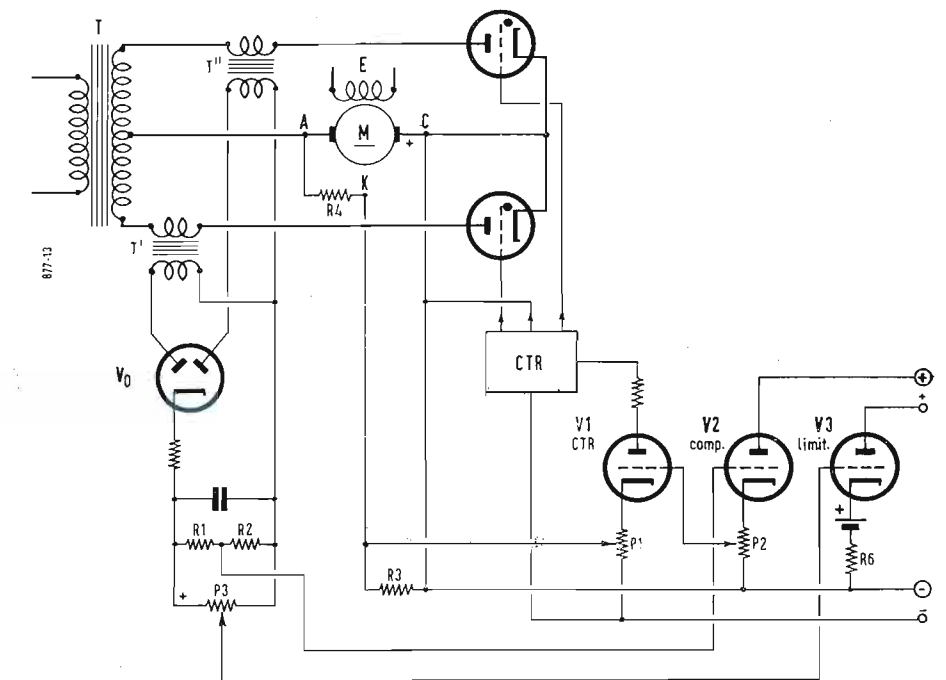 T
T"
E
A
M
+
C
K
R4
T'
877-13
V0
CTR
V1
CTR
V2
comp.
V3
limit.
+
+
+
R1
R2
P1
P2
R6
+
P3
R3
−
−